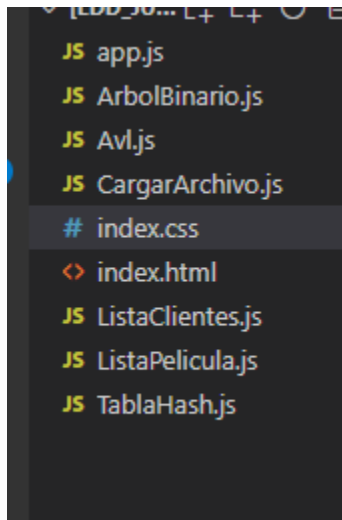 JS app.js
JS ArbolBinario.js
JS Avl.js
JS CargarArchivo.js
# index.css
<> index.html
JS ListaClientes.js
JS ListaPelicula.js
JS TablaHash.js